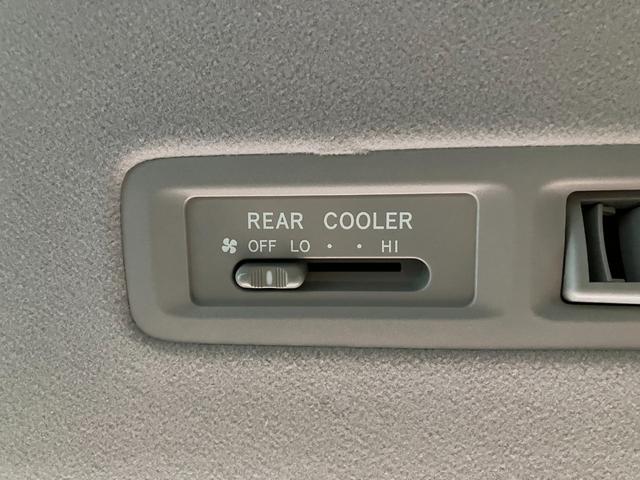 REAR COOLER
OFF LO · · HI